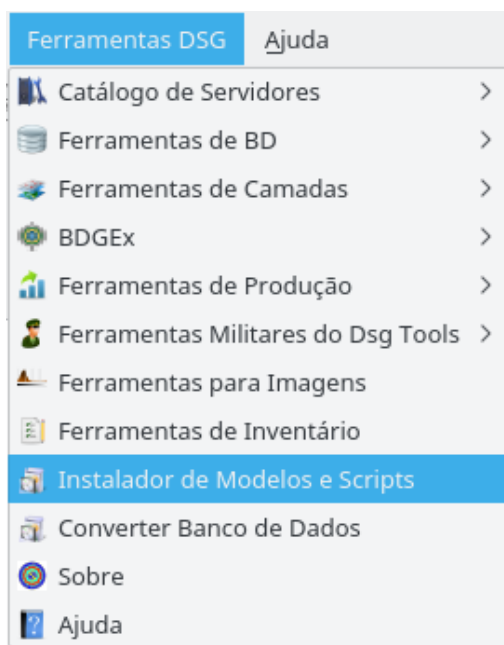 Ferramentas DSG Ajuda
Catálogo de Servidores
Ferramentas de BD
Ferramentas de Camadas
BDGEx
Ferramentas de Produção
Ferramentas Militares do Dsg Tools
Ferramentas para Imagens
Ferramentas de Inventário
Instalador de Modelos e Scripts
Converter Banco de Dados
Sobre
Ajuda